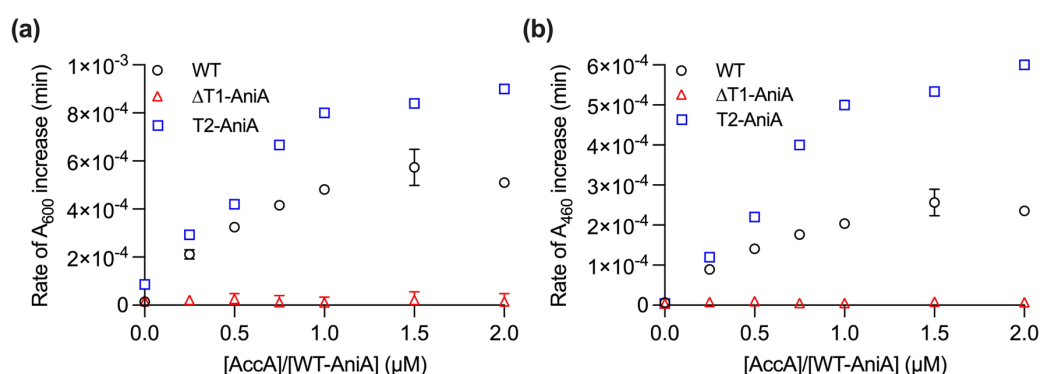 (a)
Rate of A600 increase (min)
1×10-3
8×10-4
6×10-4
4×10-4
2×10-4
0
WT
ΔT1-AniA
T2-AniA
0.0 0.5 1.0 1.5 2.0
[AccA]/[WT-AniA] (μM)
(b)
Rate of A460 increase (min)
6×10-4
5×10-4
4×10-4
3×10-4
2×10-4
1×10-4
0
WT
ΔT1-AniA
T2-AniA
0.0 0.5 1.0 1.5 2.0
[AccA]/[WT-AniA] (μM)